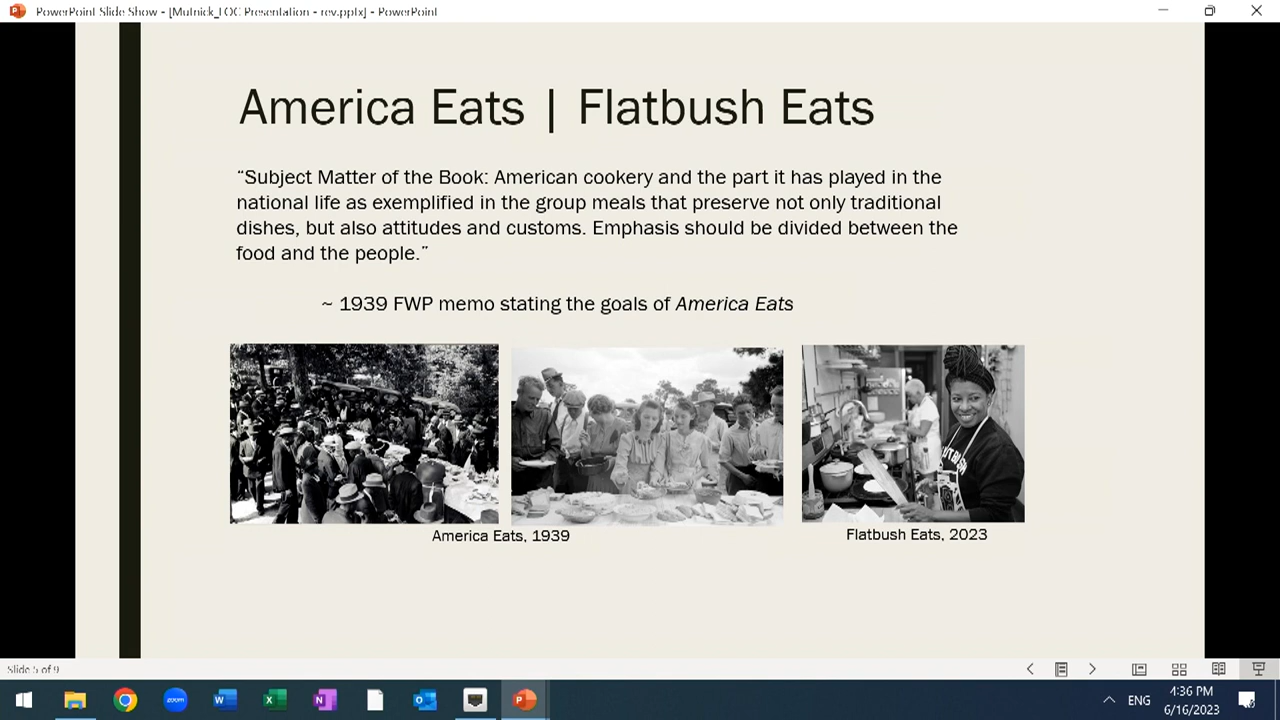 PowerPoint Slide Show - [Mutnick_LOC Presentation - rev.pptx] - PowerPoint
America Eats | Flatbush Eats
“Subject Matter of the Book: American cookery and the part it has played in the
national life as exemplified in the group meals that preserve not only traditional
dishes, but also attitudes and customs. Emphasis should be divided between the
food and the people.”
~ 1939 FWP memo stating the goals of America Eats
America Eats, 1939
Flatbush Eats, 2023
Slide 5 of 9
zoom
ENG
4:36 PM
6/16/2023